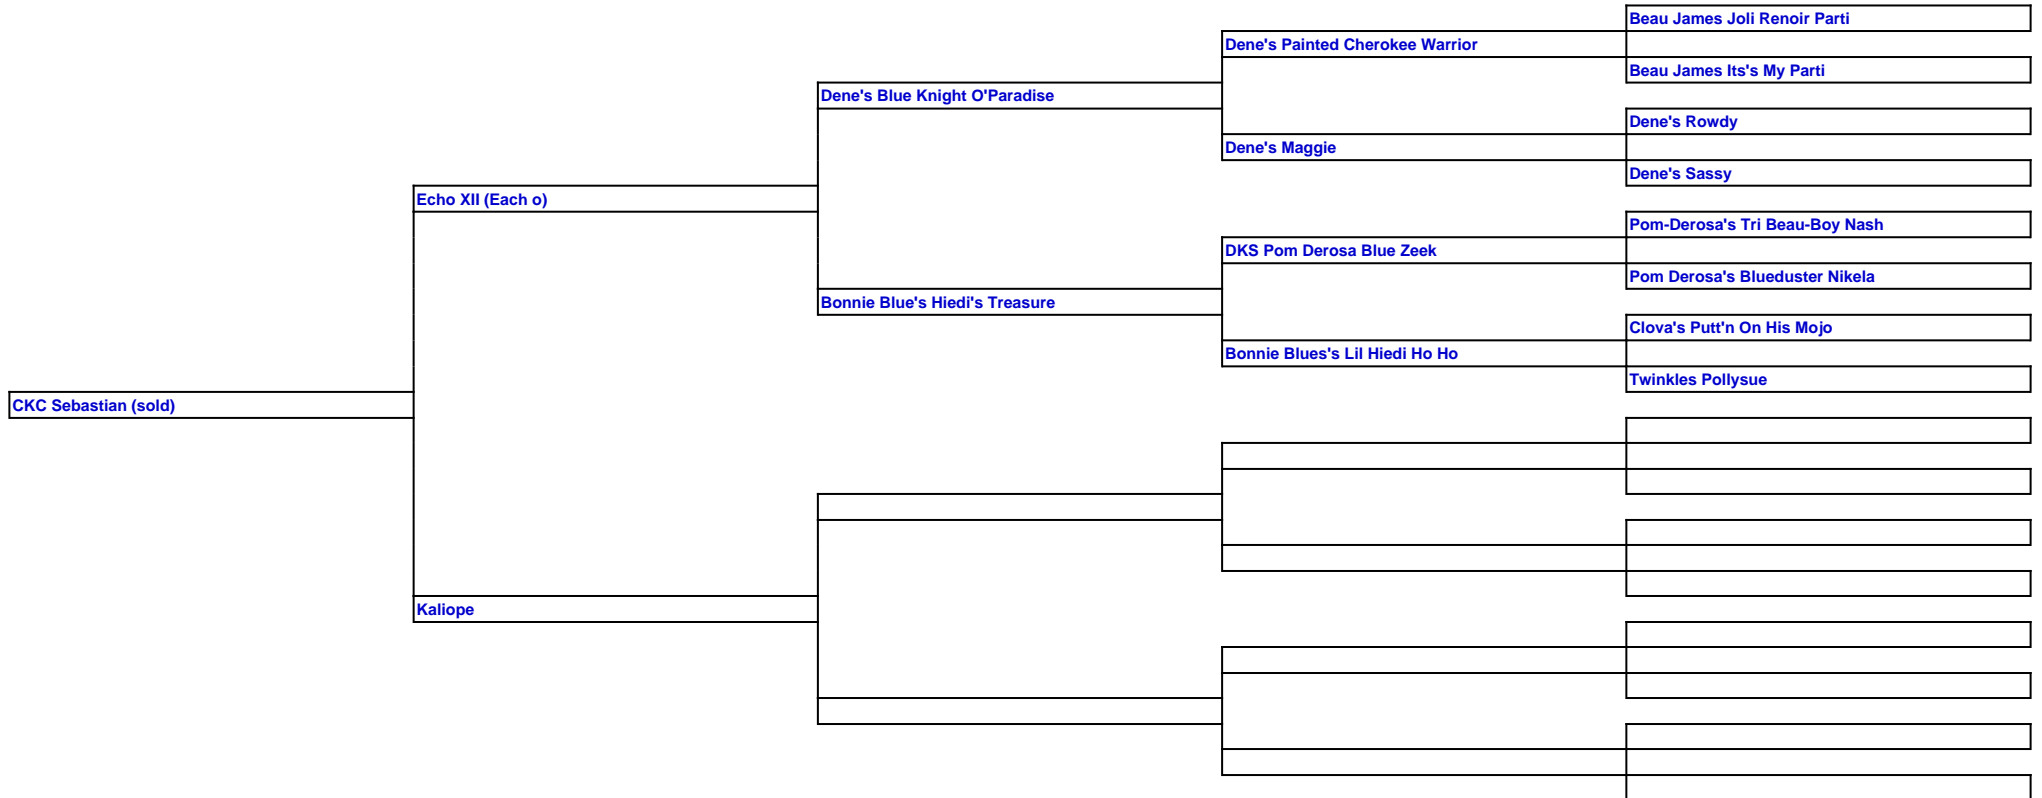 Beau James Joli Renoir Parti
Dene's Painted Cherokee Warrior
Beau James Its's My Parti
Dene's Blue Knight O'Paradise
Dene's Rowdy
Dene's Maggie
Dene's Sassy
Echo XII (Each o)
Pom-Derosa's Tri Beau-Boy Nash
DKS Pom Derosa Blue Zeek
Pom Derosa's Blueduster Nikela
Bonnie Blue's Hiedi's Treasure
Clova's Putt'n On His Mojo
Bonnie Blues's Lil Hiedi Ho Ho
Twinkles Pollysue
CKC Sebastian (sold)
Kaliope